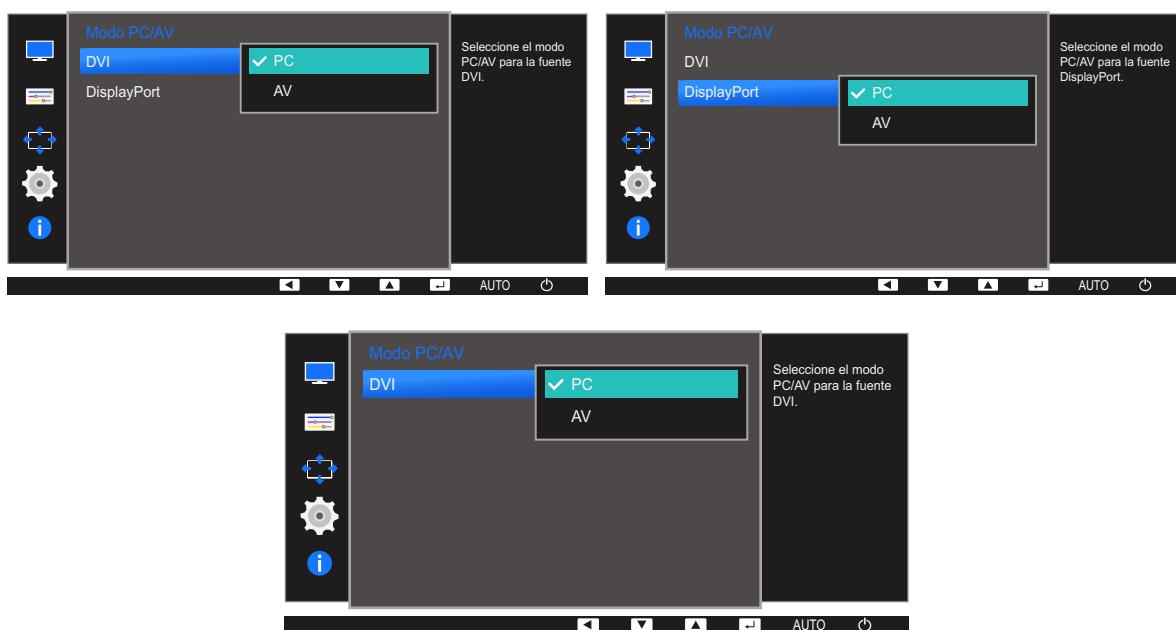 Modo PC/AV
DVI
PC
DisplayPort
AV
Seleccione el modo
PC/AV para la fuente
DVI.
AUTO
Modo PC/AV
DVI
DisplayPort
PC
AV
Seleccione el modo
PC/AV para la fuente
DisplayPort.
AUTO
Modo PC/AV
DVI
PC
AV
Seleccione el modo
PC/AV para la fuente
DVI.
AUTO